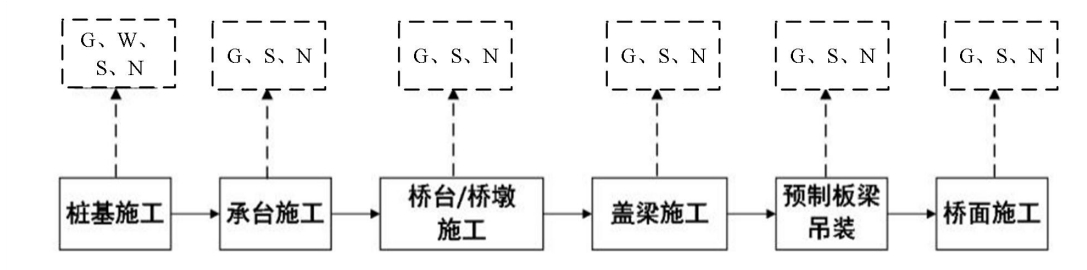 G、W、
S、N
G、S、N
G、S、N
G、S、N
G、S、N
G、S、N
桩基施工
承台施工
桥台/桥墩
施工
盖梁施工
预制板梁
吊装
桥面施工